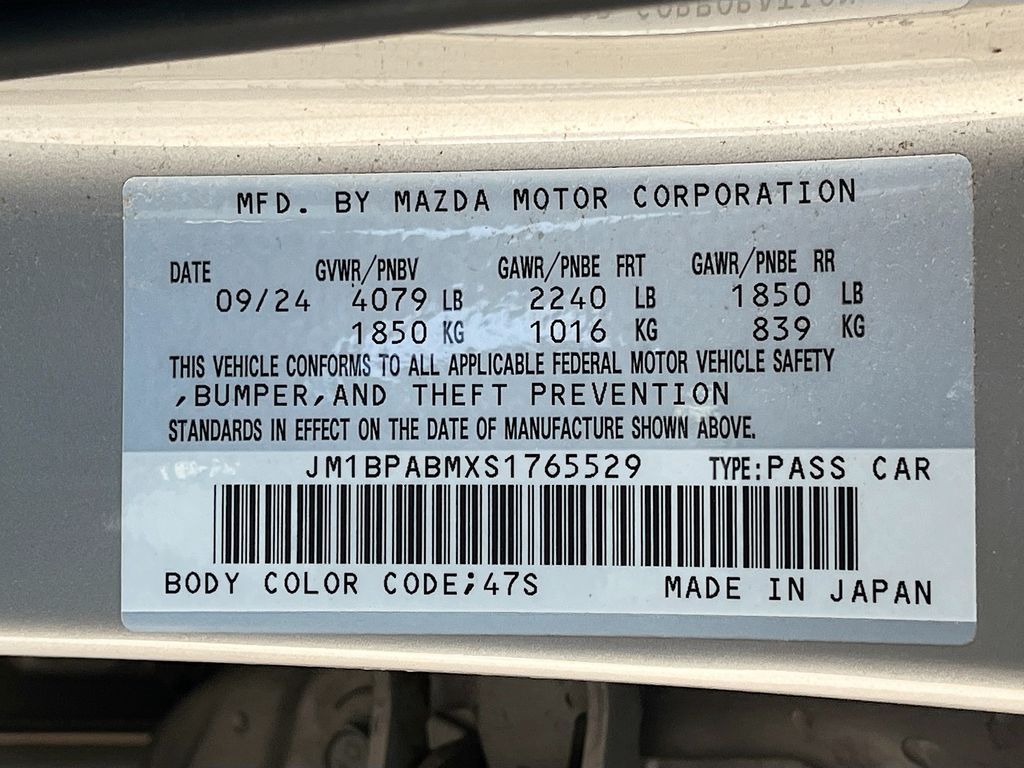 MFD. BY MAZDA MOTOR CORPORATION
DATE GVWR/PNBV GAWR/PNBE FRT GAWR/PNBE RR
09/24 4079 LB 2240 LB 1850 LB
1850 KG 1016 KG 839 KG
THIS VEHICLE CONFORMS TO ALL APPLICABLE FEDERAL MOTOR VEHICLE SAFETY
,BUMPER,AND THEFT PREVENTION
STANDARDS IN EFFECT ON THE DATE OF MANUFACTURE SHOWN ABOVE.
JM1BPABMXS1765529 TYPE:PASS CAR
BODY COLOR CODE;47S MADE IN JAPAN